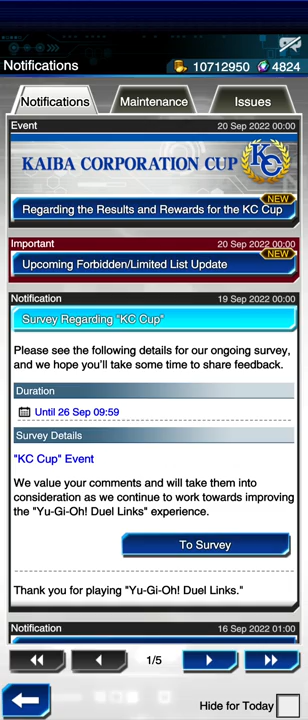 Notifications
10712950
4824
Notifications
Maintenance
Issues
Event
20 Sep 2022 00:00
KAIBA CORPORATION CUP
KC
NEW
Regarding the Results and Rewards for the KC Cup
Important
20 Sep 2022 00:00
NEW
Upcoming Forbidden/Limited List Update
Notification
19 Sep 2022 00:00
Survey Regarding "KC Cup"
Please see the following details for our ongoing survey,
and we hope you'll take some time to share feedback.
Duration
Until 26 Sep 09:59
Survey Details
"KC Cup" Event
We value your comments and will take them into
consideration as we continue to work towards improving
the "Yu-Gi-Oh! Duel Links" experience.
To Survey
Thank you for playing "Yu-Gi-Oh! Duel Links."
Notification
16 Sep 2022 01:00
1/5
Hide for Today